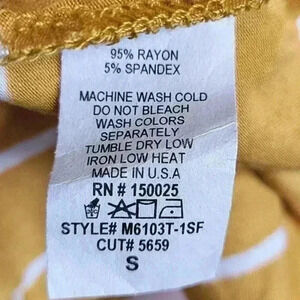 95% RAYON
5% SPANDEX
MACHINE WASH COLD
DO NOT BLEACH
WASH COLORS
SEPARATELY
TUMBLE DRY LOW
IRON LOW HEAT
MADE IN U.S.A
RN # 150025
STYLE# M6103T-1SF
CUT# 5659
S